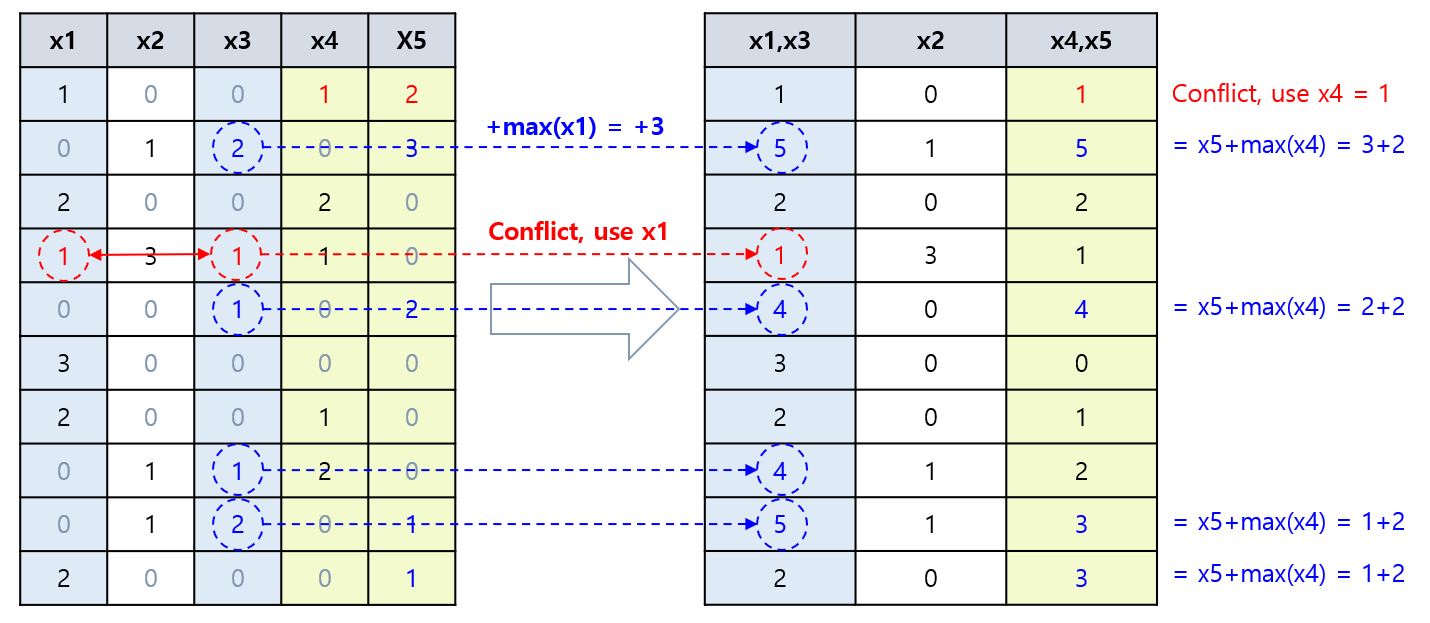 x1 x2 x3 x4 X5 x1,x3 x2 x4,x5
1 0 0 1 2 1 0 1 Conflict, use x4 = 1
+max(x1) = +3
0 1 2 0 3 5 1 5 = x5+max(x4) = 3+2
2 0 0 2 0 2 0 2
Conflict, use x1
1 3 1 1 0 1 3 1
0 0 1 0 2 4 0 4 = x5+max(x4) = 2+2
3 0 0 0 0 3 0 0
2 0 0 1 0 2 0 1
0 1 1 2 0 4 1 2
0 1 2 0 1 5 1 3 = x5+max(x4) = 1+2
2 0 0 0 1 2 0 3 = x5+max(x4) = 1+2